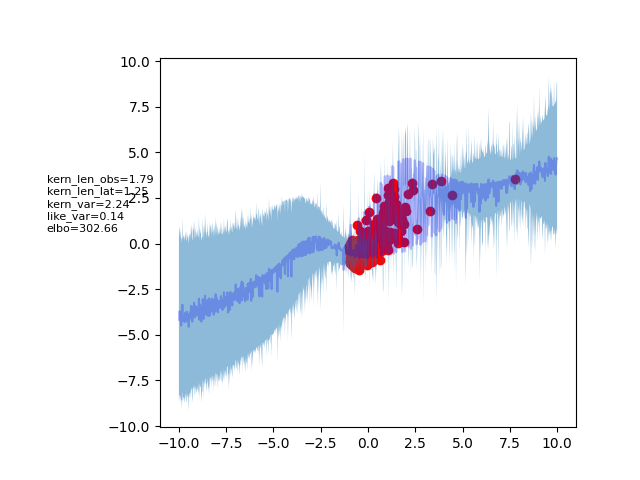 10.0
7.5
5.0
2.5
0.0
−2.5
−5.0
−7.5
−10.0
kern_len_obs=1.79
kern_len_lat=1.25
kern_var=2.24
like_var=0.14
elbo=302.66
−10.0 −7.5 −5.0 −2.5 0.0 2.5 5.0 7.5 10.0